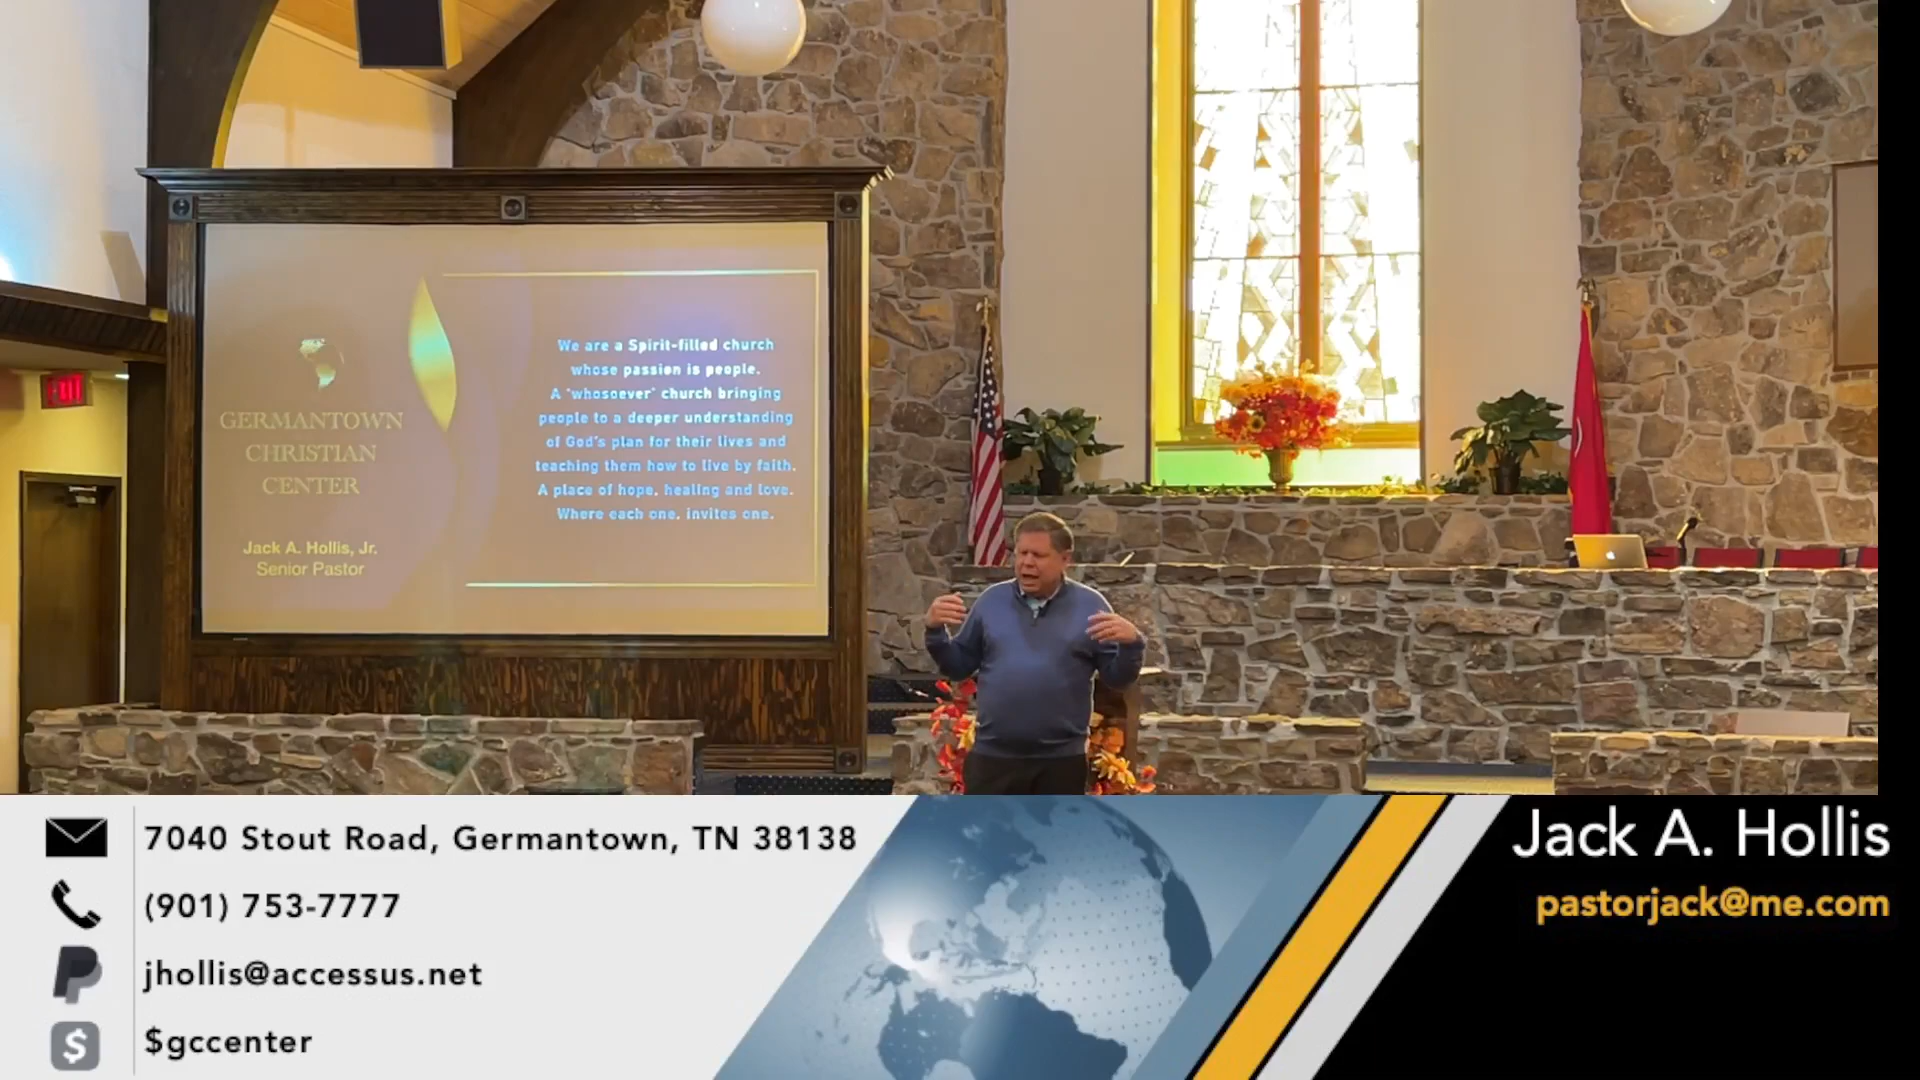 GERMANTOWN
CHRISTIAN
CENTER
Jack A. Hollis, Jr.
Senior Pastor
We are a Spirit-filled church
whose passion is people.
A "whosoever" church bringing
people to a deeper understanding
of God's plan for their lives and
teaching them how to live by faith.
A place of hope, healing and love.
Where each one, invites one.
EXIT
7040 Stout Road, Germantown, TN 38138
(901) 753-7777
jhollis@accessus.net
$gccenter
Jack A. Hollis
pastorjack@me.com